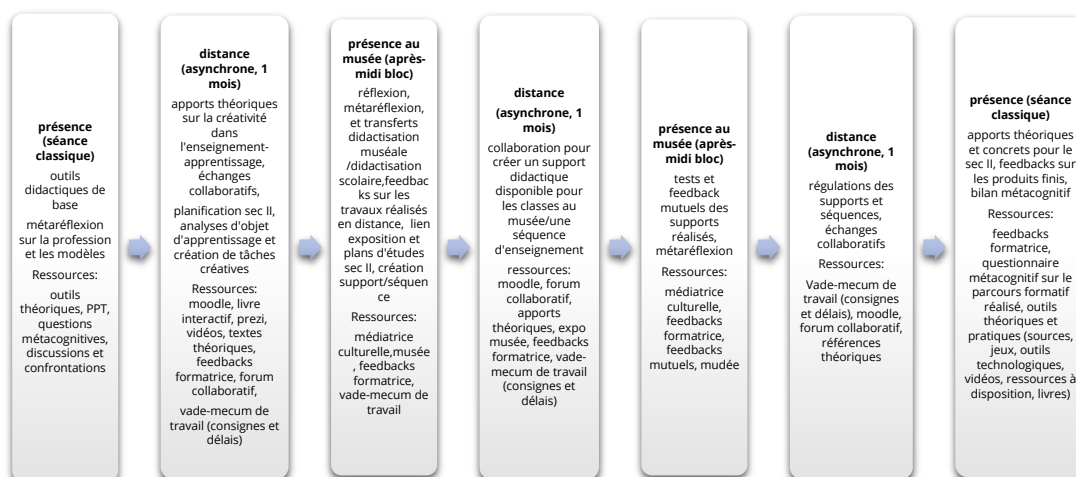 présence
(séance
classique)
outils
didactiques de
base
métaréflexion
sur la profession
et les modèles
Ressources:
outils
théoriques, PPT,
questions
métacognitives,
discussions et
confrontations
distance
(asynchrone, 1
mois)
apports théoriques
sur la créativité
dans
l'enseignement-
apprentissage,
échanges
collaboratifs,
planification sec II,
analyses d'objet
d'apprentissage et
création de tâches
créatives
Ressources:
moodle, livre
interactif, prezi,
vidéos, textes
théoriques,
feedbacks
formatrice, forum
collaboratif,
vade-mecum de
travail (consignes et
délais)
présence au
musée (après-
midi bloc)
réflexion,
métaréflexion,
et transferts
didactisation
muséale
/didactisation
scolaire,feedbac
ks sur les
travaux réalisés
en distance, lien
exposition et
plans d'études
sec II, création
support/séquen
ce
Ressources:
médiatrice
culturelle,musée
, feedbacks
formatrice,
vade-mecum de
travail
distance
(asynchrone, 1
mois)
collaboration pour
créer un support
didactique
disponible pour
les classes au
musée/une
séquence
d'enseignement
ressources:
moodle, forum
collaboratif,
apports
théoriques, expo
musée, feedbacks
formatrice, vade-
mecum de travail
(consignes et
délais)
présence au
musée (après-
midi bloc)
tests et
feedback
mutuels des
supports
réalisés,
métaréflexion
Ressources:
médiatrice
culturelle,
feedbacks
formatrice,
feedbacks
mutuels, mudée
distance
(asynchrone, 1
mois)
régulations des
supports et
séquences,
échanges
collaboratifs
Ressources:
Vade-mecum de
travail (consignes
et délais), moodle,
forum collaboratif,
références
théoriques
présence (séance
classique)
apports théoriques
et concrets pour le
sec II, feedbacks sur
les produits finis,
bilan métacognitif
Ressources:
feedbacks
formatrice,
questionnaire
métacognitif sur le
parcours formatif
réalisé, outils
théoriques et
pratiques (sources,
jeux, outils
technologiques,
vidéos, ressources à
disposition, livres)